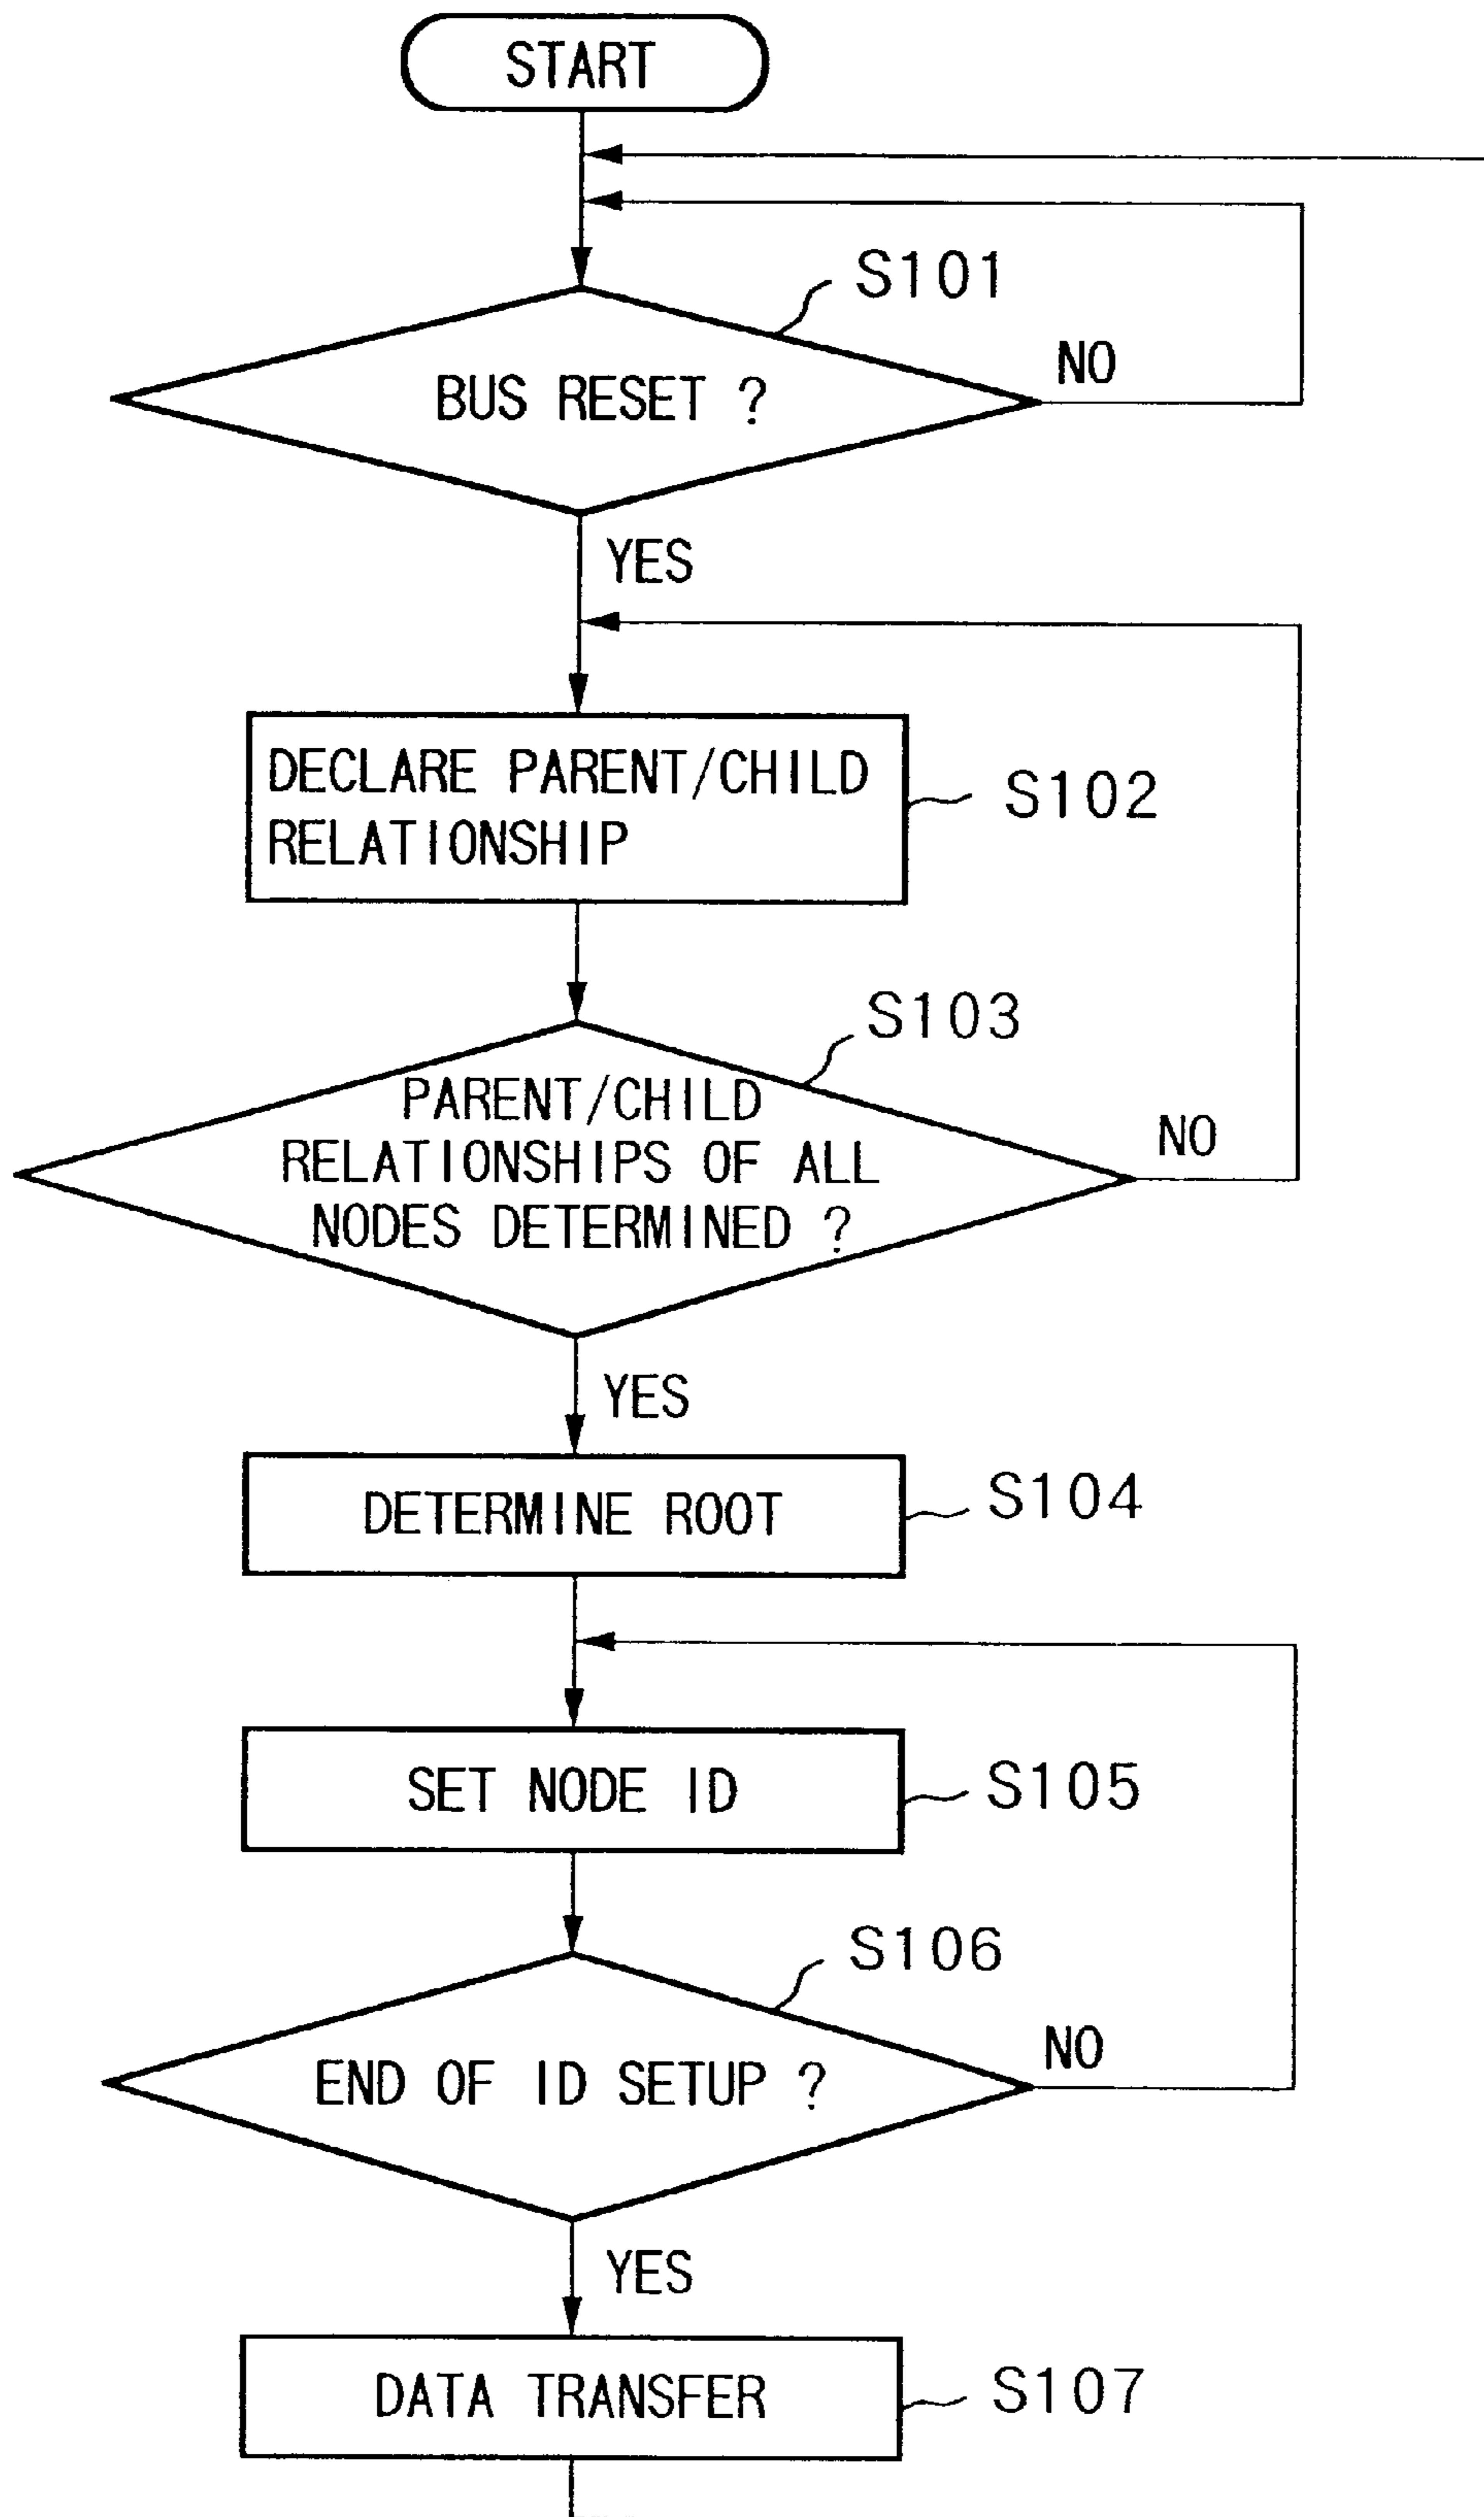 START
S101
BUS RESET ?
NO
YES
DECLARE PARENT/CHILD
RELATIONSHIP
S102
S103
PARENT/CHILD
RELATIONSHIPS OF ALL
NODES DETERMINED ?
NO
YES
DETERMINE ROOT
S104
SET NODE ID
S105
S106
END OF ID SETUP ?
NO
YES
DATA TRANSFER
S107